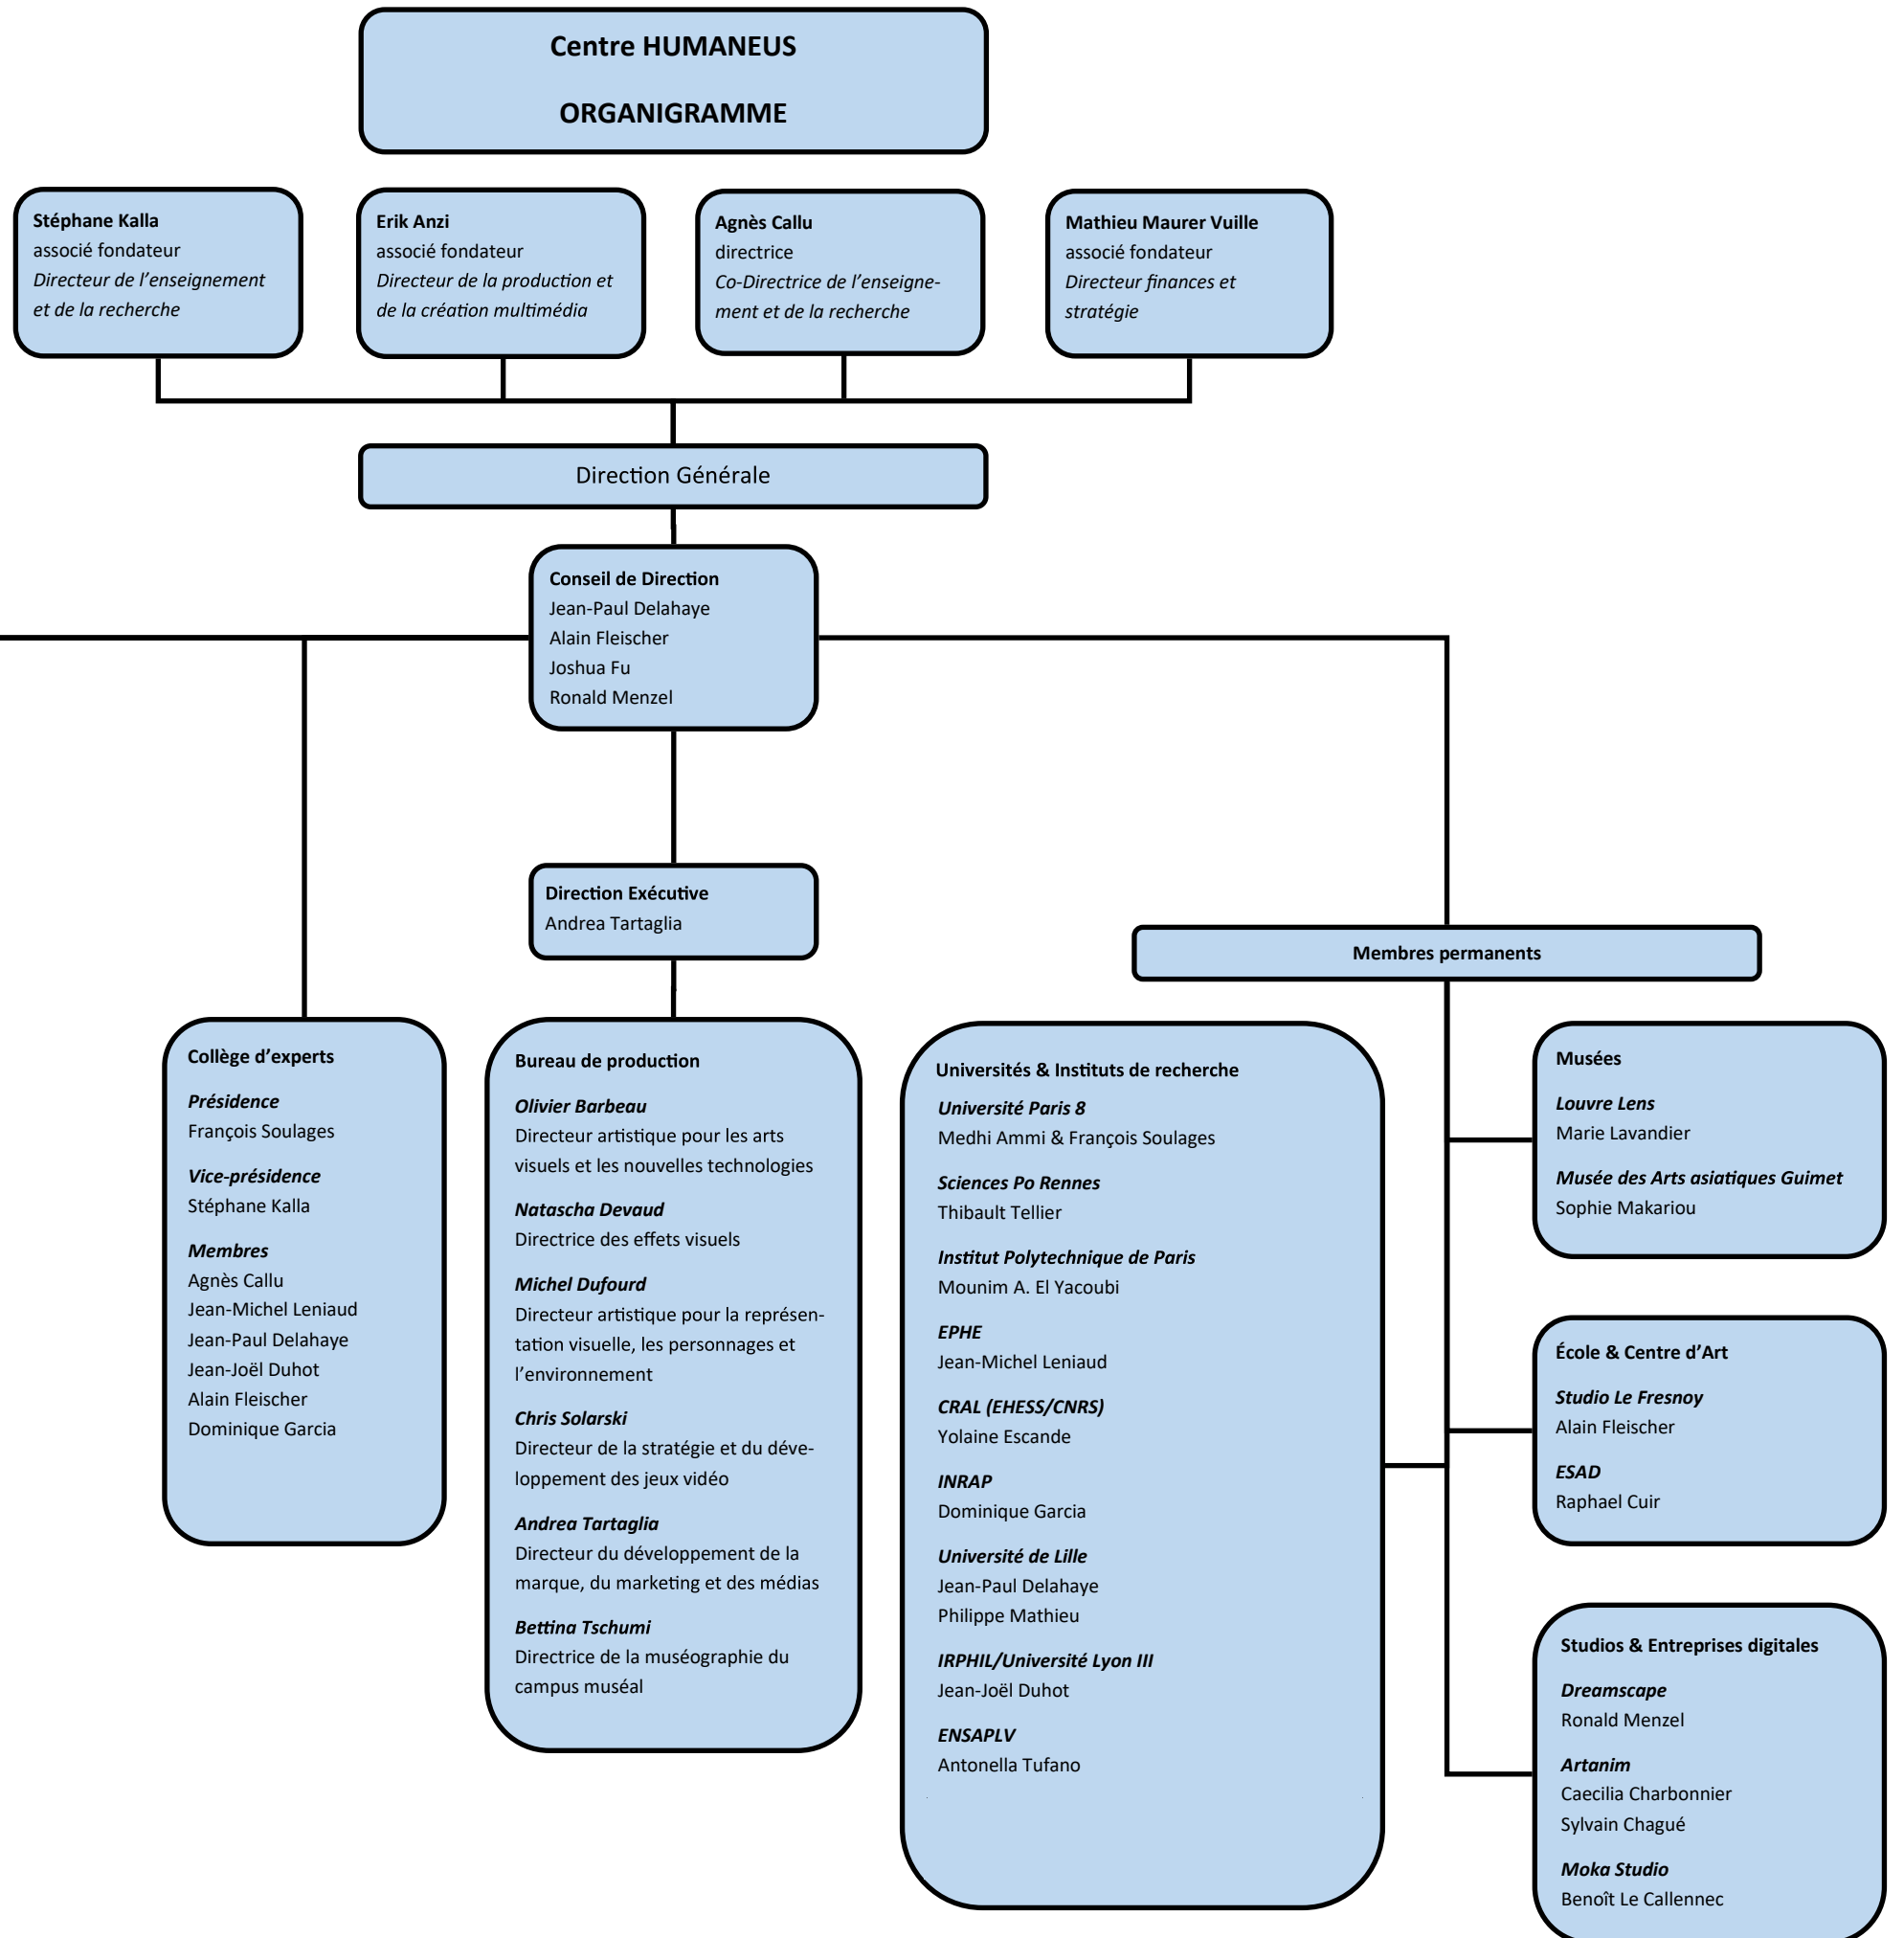 Centre HUMANEUS
ORGANIGRAMME
Stéphane Kalla
associé fondateur
Directeur de l’enseignement
et de la recherche
Erik Anzi
associé fondateur
Directeur de la production et
de la création multimédia
Agnès Callu
directrice
Co-Directrice de l’enseigne-
ment et de la recherche
Mathieu Maurer Vuille
associé fondateur
Directeur finances et
stratégie
Direction Générale
Conseil de Direction
Jean-Paul Delahaye
Alain Fleischer
Joshua Fu
Ronald Menzel
Direction Exécutive
Andrea Tartaglia
Membres permanents
Collège d’experts
Présidence
François Soulages
Vice-présidence
Stéphane Kalla
Membres
Agnès Callu
Jean-Michel Leniaud
Jean-Paul Delahaye
Jean-Joël Duhot
Alain Fleischer
Dominique Garcia
Bureau de production
Olivier Barbeau
Directeur artistique pour les arts
visuels et les nouvelles technologies
Natascha Devaud
Directrice des effets visuels
Michel Dufourd
Directeur artistique pour la représen-
tation visuelle, les personnages et
l’environnement
Chris Solarski
Directeur de la stratégie et du déve-
loppement des jeux vidéo
Andrea Tartaglia
Directeur du développement de la
marque, du marketing et des médias
Bettina Tschumi
Directrice de la muséographie du
campus muséal
Universités & Instituts de recherche
Université Paris 8
Medhi Ammi & François Soulages
Sciences Po Rennes
Thibault Tellier
Institut Polytechnique de Paris
Mounim A. El Yacoubi
EPHE
Jean-Michel Leniaud
CRAL (EHESS/CNRS)
Yolaine Escande
INRAP
Dominique Garcia
Université de Lille
Jean-Paul Delahaye
Philippe Mathieu
IRPHIL/Université Lyon III
Jean-Joël Duhot
ENSAPLV
Antonella Tufano
Musées
Louvre Lens
Marie Lavandier
Musée des Arts asiatiques Guimet
Sophie Makariou
École & Centre d’Art
Studio Le Fresnoy
Alain Fleischer
ESAD
Raphael Cuir
Studios & Entreprises digitales
Dreamscape
Ronald Menzel
Artanim
Caecilia Charbonnier
Sylvain Chagué
Moka Studio
Benoît Le Callennec